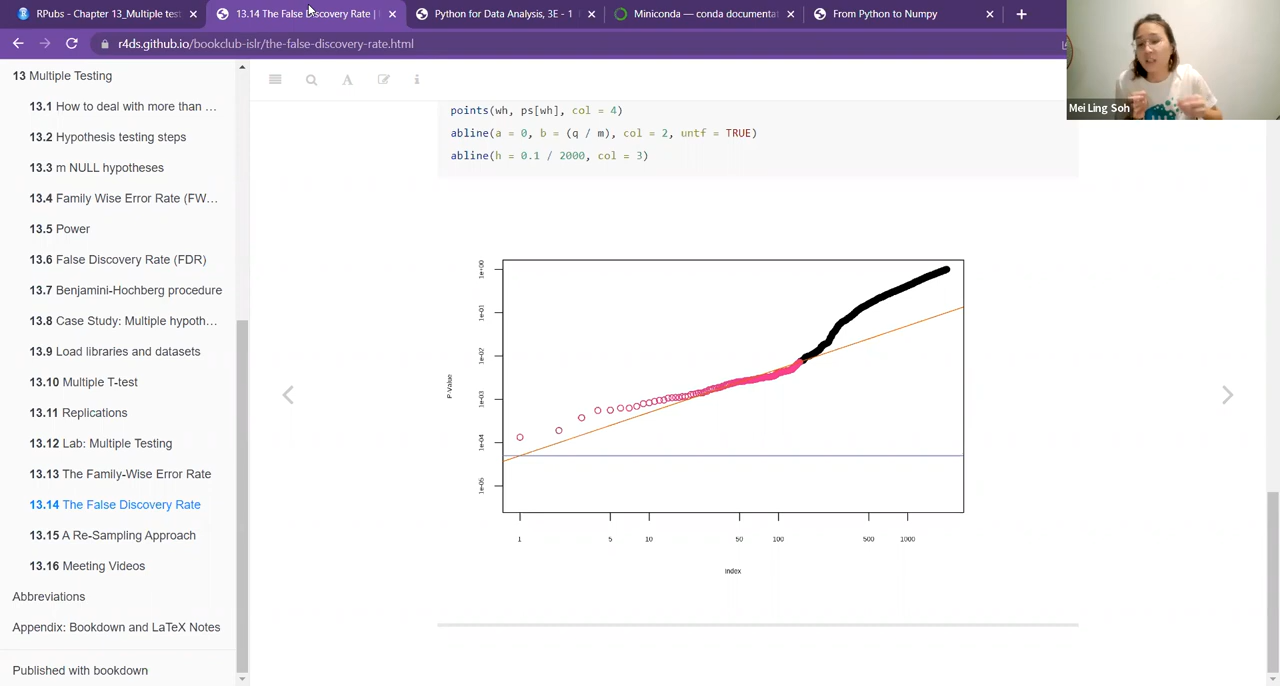 RPubs - Chapter 13_Multiple test
13.14 The False Discovery Rate |
Python for Data Analysis, 3E - 1
Miniconda — conda documentat
From Python to Numpy
r4ds.github.io/bookclub-islr/the-false-discovery-rate.html
Mei Ling Soh
13 Multiple Testing
13.1 How to deal with more than …
13.2 Hypothesis testing steps
13.3 m NULL hypotheses
13.4 Family Wise Error Rate (FW…
13.5 Power
13.6 False Discovery Rate (FDR)
13.7 Benjamini-Hochberg procedure
13.8 Case Study: Multiple hypoth…
13.9 Load libraries and datasets
13.10 Multiple T-test
13.11 Replications
13.12 Lab: Multiple Testing
13.13 The Family-Wise Error Rate
13.14 The False Discovery Rate
13.15 A Re-Sampling Approach
13.16 Meeting Videos
Abbreviations
Appendix: Bookdown and LaTeX Notes
Published with bookdown
points(wh, ps[wh], col = 4)
abline(a = 0, b = (q / m), col = 2, untf = TRUE)
abline(h = 0.1 / 2000, col = 3)
1e+00
1e-01
1e-02
1e-03
1e-04
1e-05
P-Value
1 5 10 50 100 500 1000
Index